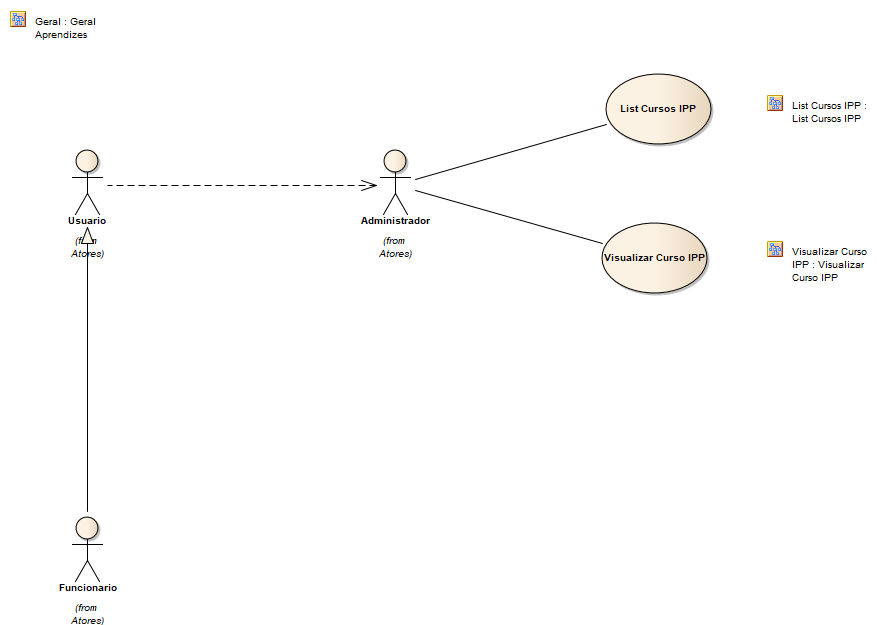 Geral : Geral
Aprendizes
List Cursos IPP
List Cursos IPP :
List Cursos IPP
Usuario
(from
Atores)
Administrador
(from
Atores)
Visualizar Curso IPP
Visualizar Curso
IPP : Visualizar
Curso IPP
Funcionario
(from
Atores)